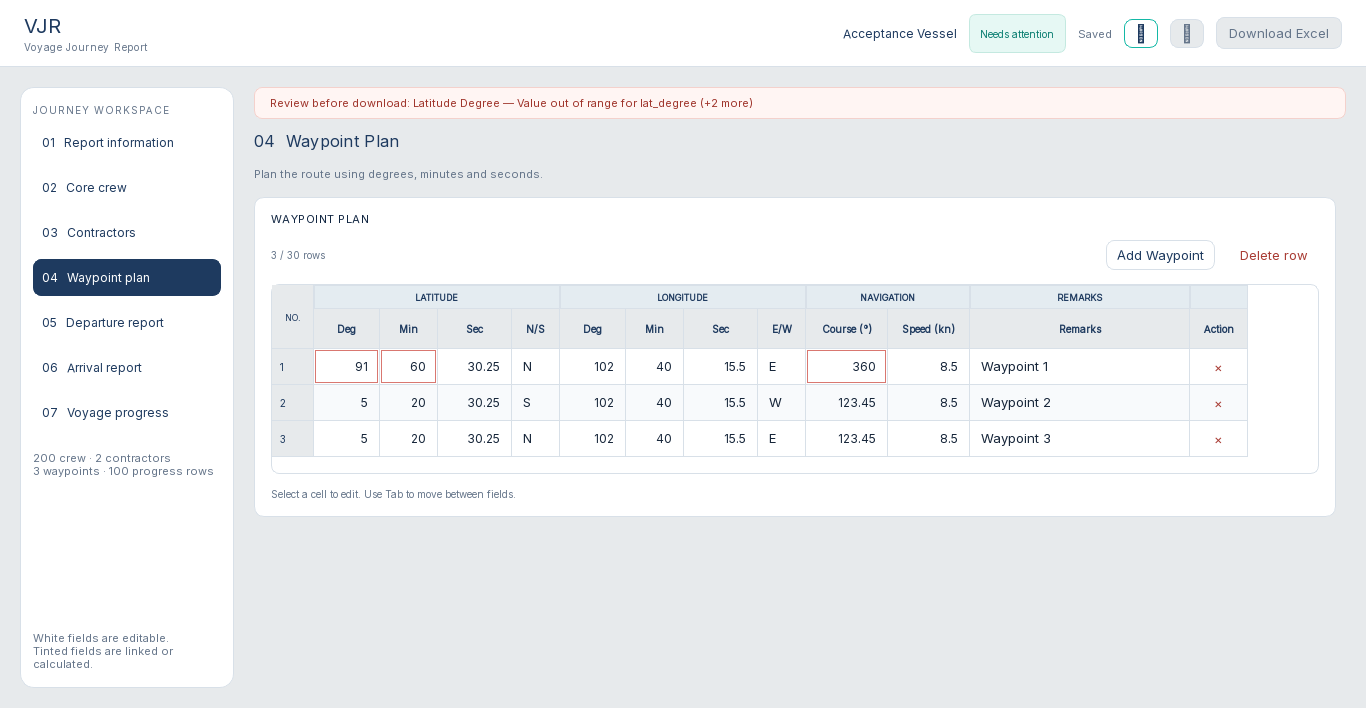 VJR
Voyage Journey Report
Acceptance Vessel
Needs attention
Saved
Download Excel
JOURNEY WORKSPACE
01 Report information
02 Core crew
03 Contractors
04 Waypoint plan
05 Departure report
06 Arrival report
07 Voyage progress
200 crew · 2 contractors
3 waypoints · 100 progress rows
White fields are editable.
Tinted fields are linked or
calculated.
Review before download: Latitude Degree — Value out of range for lat_degree (+2 more)
04 Waypoint Plan
Plan the route using degrees, minutes and seconds.
WAYPOINT PLAN
3 / 30 rows
Add Waypoint
Delete row
NO. LATITUDE LONGITUDE NAVIGATION REMARKS
Deg Min Sec N/S Deg Min Sec E/W Course (°) Speed (kn) Remarks Action
1 91 60 30.25 N 102 40 15.5 E 360 8.5 Waypoint 1 ×
2 5 20 30.25 S 102 40 15.5 W 123.45 8.5 Waypoint 2 ×
3 5 20 30.25 N 102 40 15.5 E 123.45 8.5 Waypoint 3 ×
Select a cell to edit. Use Tab to move between fields.